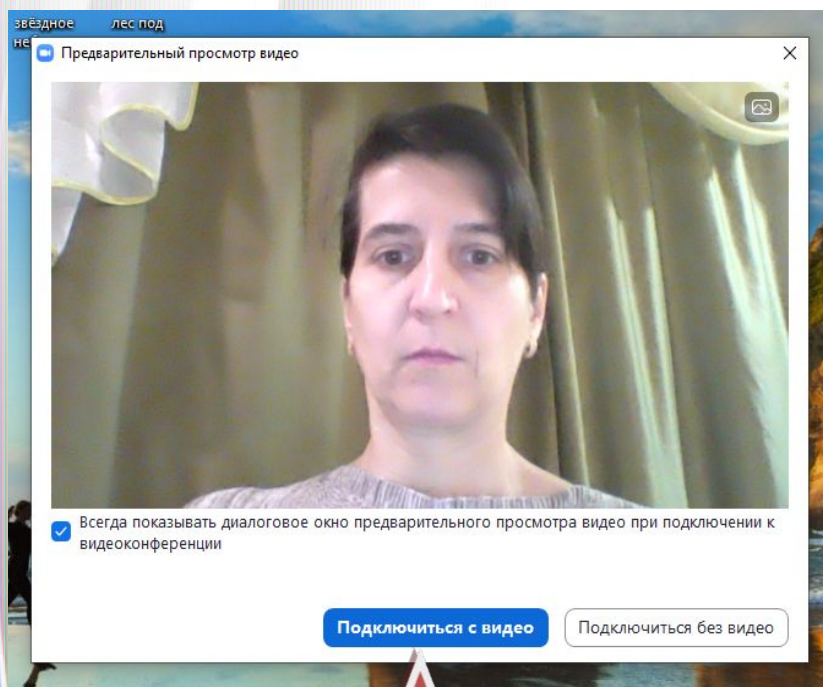 звёздное лес под
не
Предварительный просмотр видео
Всегда показывать диалоговое окно предварительного просмотра видео при подключении к
видеоконференции
Подключиться с видео Подключиться без видео